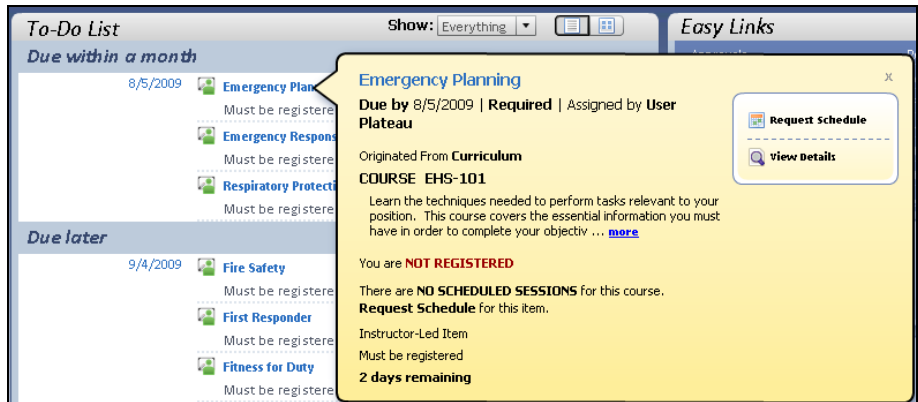 To-Do List
Show: Everything
Easy Links
Due within a month
8/5/2009
Emergency Plan
Must be registere
Emergency Respons
Must be registere
Respiratory Protecti
Must be registere
Due later
9/4/2009
Fire Safety
Must be registere
First Responder
Must be registere
Fitness for Duty
Must be registere
Emergency Planning
x
Due by 8/5/2009 | Required | Assigned by User
Plateau
Originated From Curriculum
COURSE EHS-101
Learn the techniques needed to perform tasks relevant to your
position. This course covers the essential information you must
have in order to complete your objectiv ... more
You are NOT REGISTERED
There are NO SCHEDULED SESSIONS for this course.
Request Schedule for this item.
Instructor-Led Item
Must be registered
2 days remaining
Request Schedule
View Details